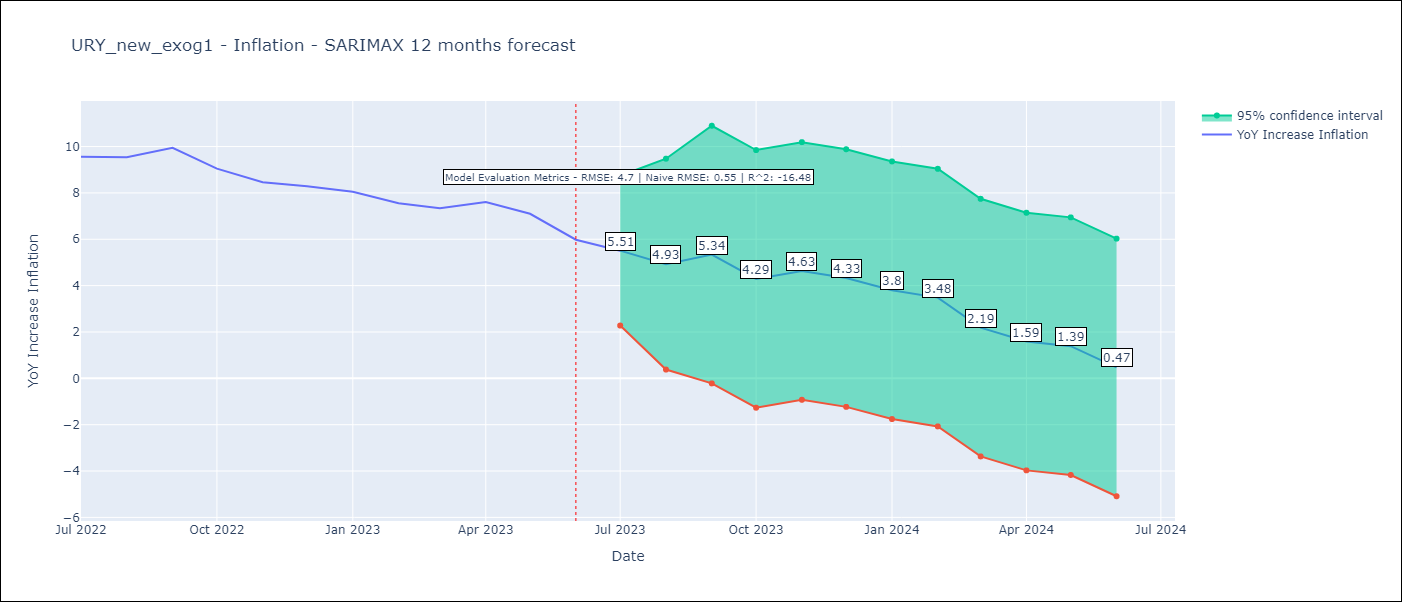 URY_new_exog1 - Inflation - SARIMAX 12 months forecast
95% confidence interval
YoY Increase Inflation
Model Evaluation Metrics - RMSE: 4.7 | Naive RMSE: 0.55 | R^2: -16.48
10
8
6
4
2
0
−2
−4
−6
YoY Increase Inflation
5.51
4.93
5.34
4.29
4.63
4.33
3.8
3.48
2.19
1.59
1.39
0.47
Jul 2022
Oct 2022
Jan 2023
Apr 2023
Jul 2023
Oct 2023
Jan 2024
Apr 2024
Jul 2024
Date